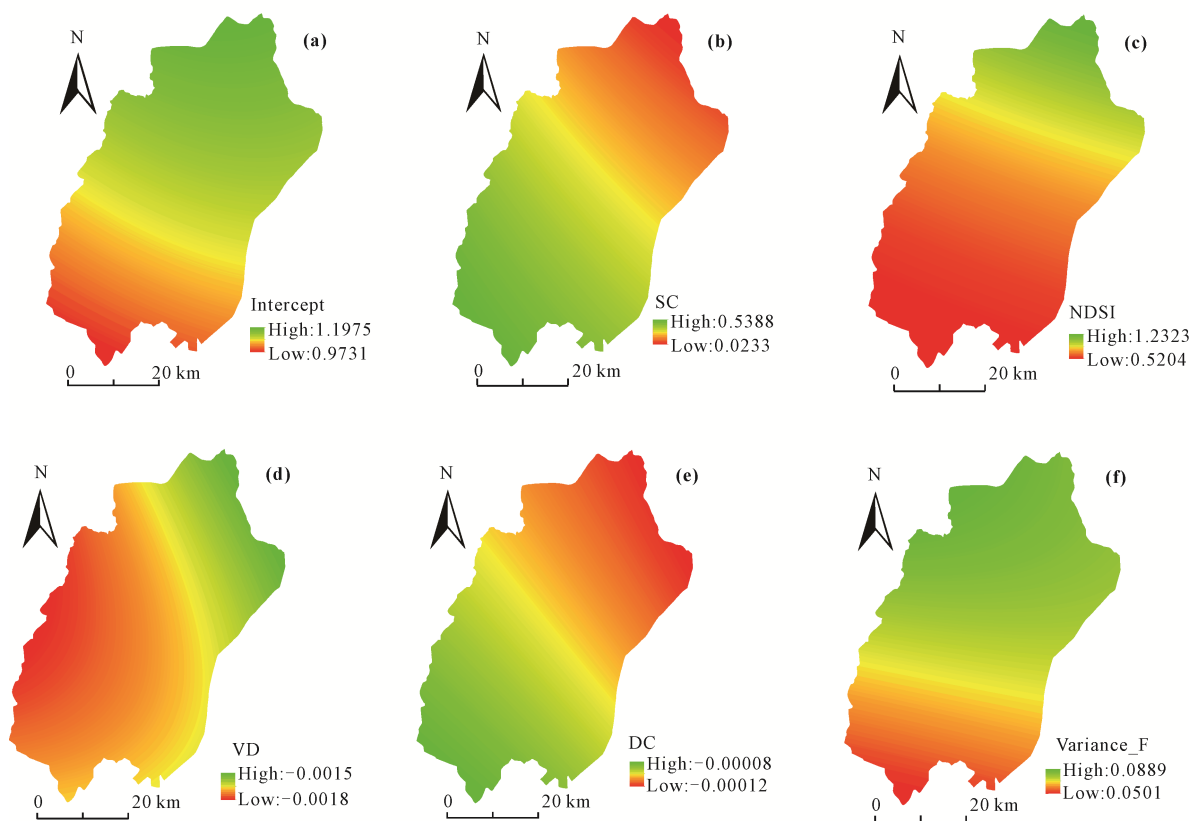 N
(a)
Intercept
High:1.1975
Low:0.9731
0 20 km
N
(b)
SC
High:0.5388
Low:0.0233
0 20 km
N
(c)
NDSI
High:1.2323
Low:0.5204
0 20 km
N
(d)
VD
High:−0.0015
Low:−0.0018
0 20 km
N
(e)
DC
High:−0.00008
Low:−0.00012
0 20 km
N
(f)
Variance_F
High:0.0889
Low:0.0501
0 20 km